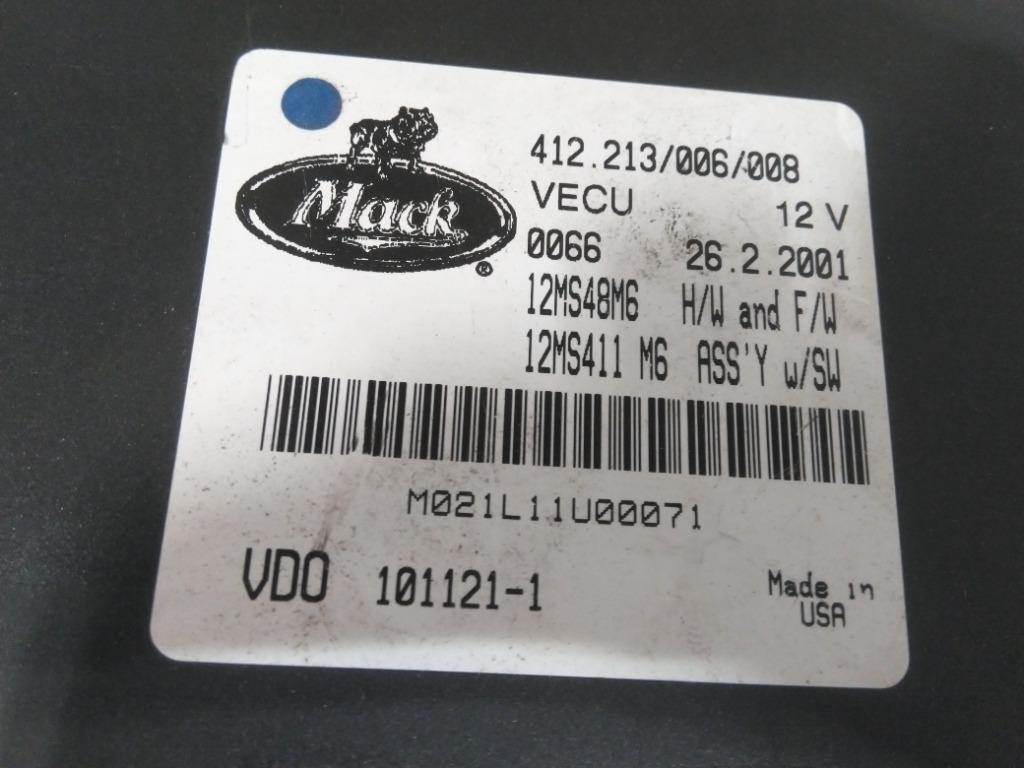 Mack
®
412.213/006/008
VECU 12 V
0066 26.2.2001
12MS48M6 H/W and F/W
12MS411 M6 ASS'Y w/SW
M021L11U00071
VDO 101121-1
Made in
USA